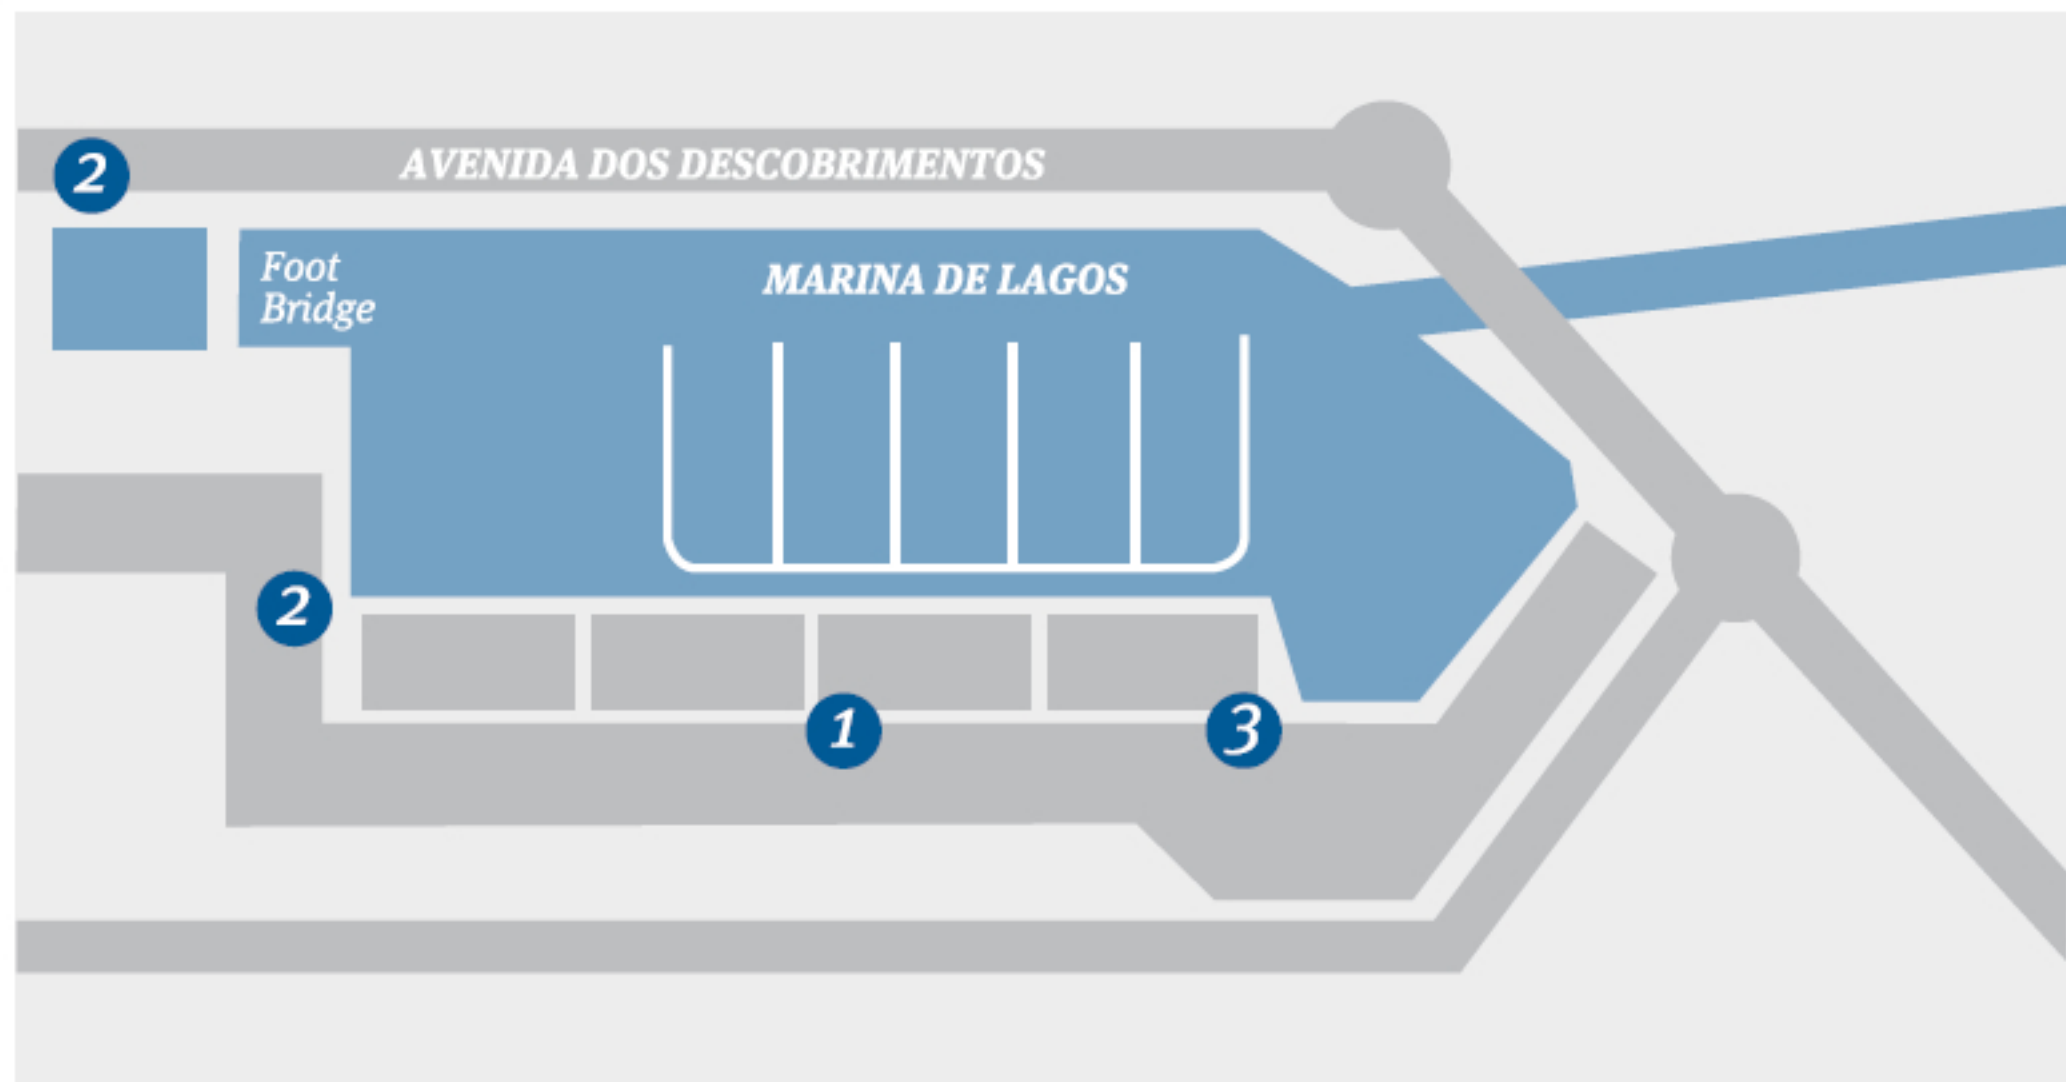 2
AVENIDA DOS DESCOBRIMENTOS
Foot
Bridge
MARINA DE LAGOS
2
1
3